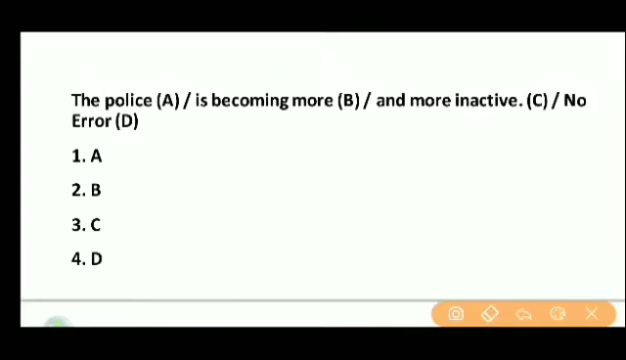 The police (A) / is becoming more (B) / and more inactive. (C) / No
Error (D)
1. A
2. B
3. C
4. D